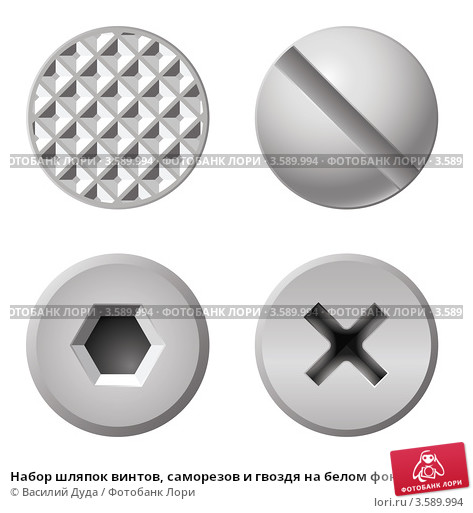 ФОТОБАНК ЛОРИ - 3.589.994 - ФОТОБАНК ЛОРИ - 3.589.994 - ФОТОБАНК ЛОРИ - 3.589
ФОТОБАНК ЛОРИ - 3.589.994 - ФОТОБАНК ЛОРИ - 3.589.994 - ФОТОБАНК ЛОРИ - 3.589
Набор шляпок винтов, саморезов и гвоздя на белом
ФОТОБАНК ЛОРИ
© Василий Дуда / Фотобанк Лори
lori.ru / 3.589.994